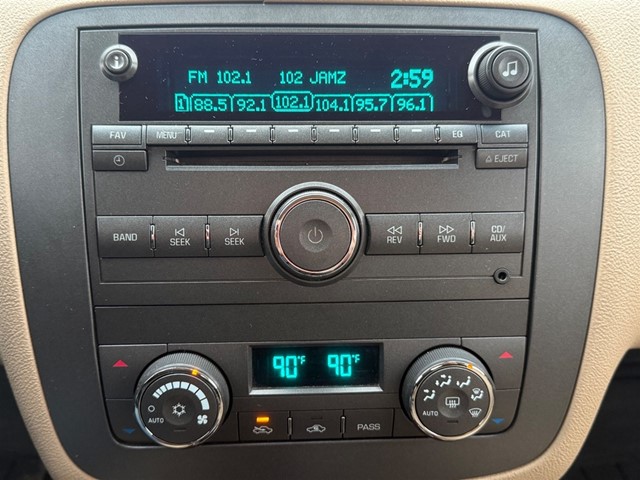 FM 102.1 102 JAMZ 2:59
1 88.5 92.1 102.1 104.1 95.7 96.1
FAV MENU EQ CAT
EJECT
BAND SEEK SEEK REV FWD CD/
AUX
90°F 90°F
AUTO AUTO
PASS